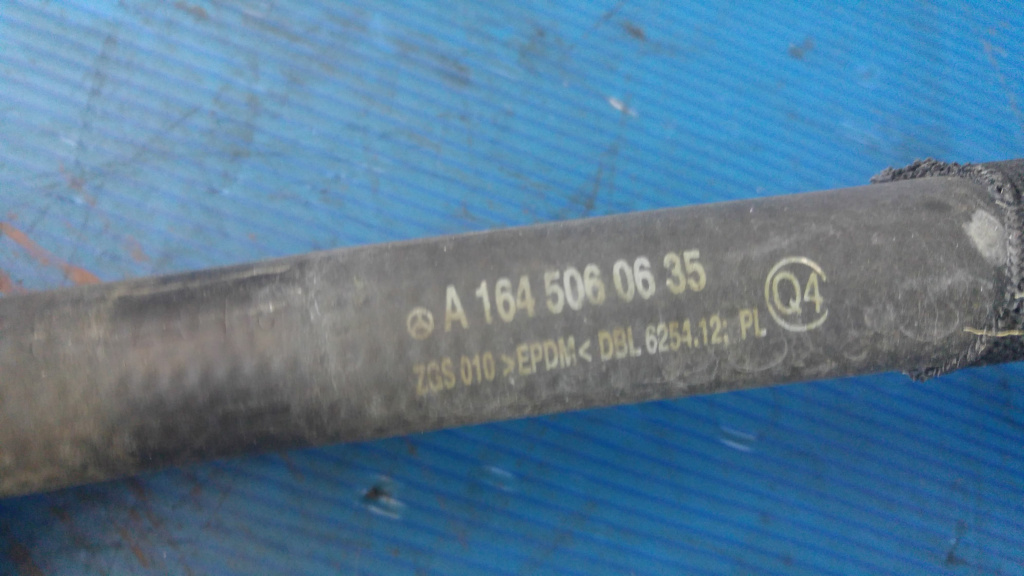 A 164 506 06 35
Q4
ZGS 010 >EPDM< DBL 6254.12; PL